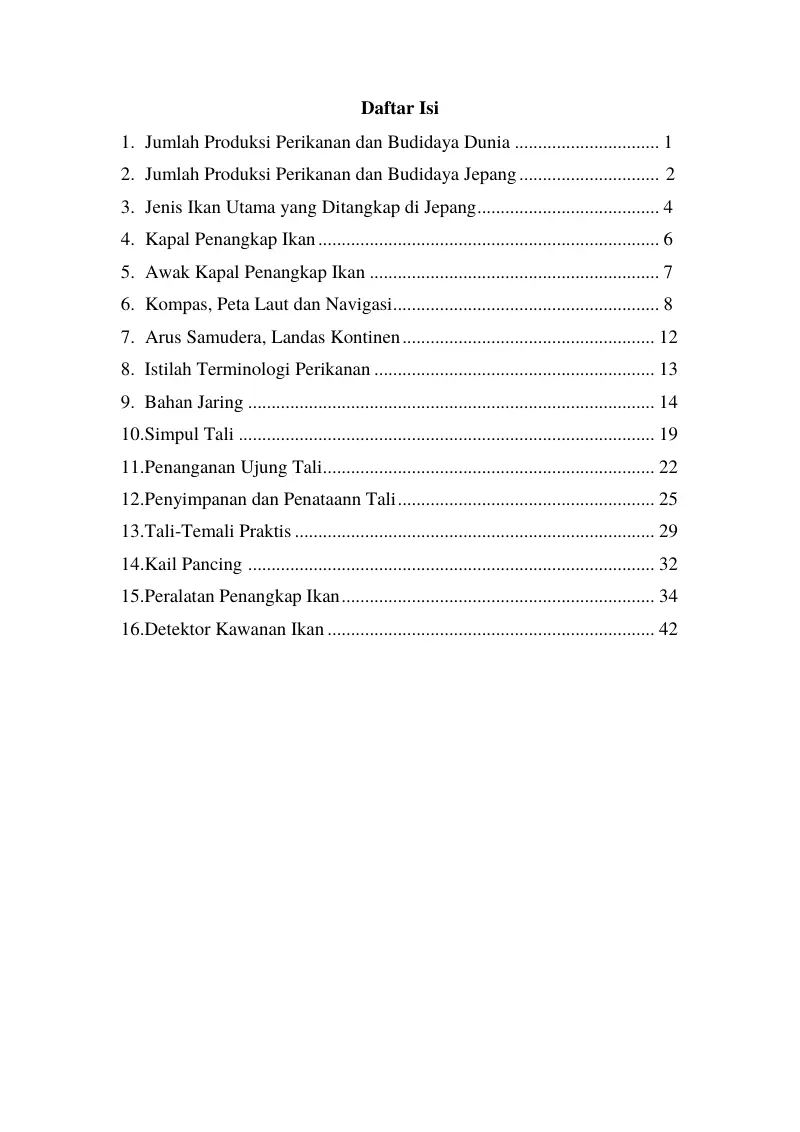 Daftar Isi
1. Jumlah Produksi Perikanan dan Budidaya Dunia ............................... 1
2. Jumlah Produksi Perikanan dan Budidaya Jepang .............................. 2
3. Jenis Ikan Utama yang Ditangkap di Jepang....................................... 4
4. Kapal Penangkap Ikan ......................................................................... 6
5. Awak Kapal Penangkap Ikan .............................................................. 7
6. Kompas, Peta Laut dan Navigasi......................................................... 8
7. Arus Samudera, Landas Kontinen ...................................................... 12
8. Istilah Terminologi Perikanan ............................................................ 13
9. Bahan Jaring ....................................................................................... 14
10.Simpul Tali ......................................................................................... 19
11.Penanganan Ujung Tali....................................................................... 22
12.Penyimpanan dan Penataann Tali....................................................... 25
13.Tali-Temali Praktis ............................................................................. 29
14.Kail Pancing ....................................................................................... 32
15.Peralatan Penangkap Ikan................................................................... 34
16.Detektor Kawanan Ikan ...................................................................... 42